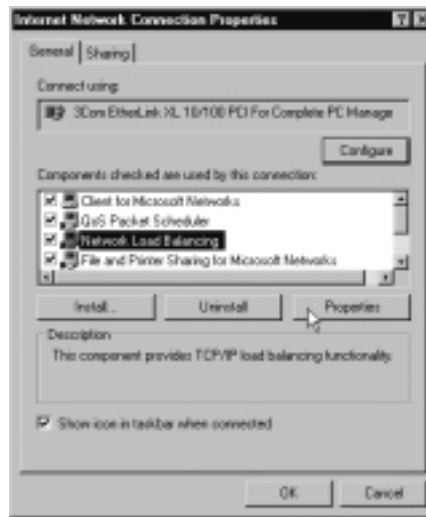 Internet Network Connection Properties
General
Sharing
Connect using:
3Com EtherLink XL 10/100 PCI For Complete PC Manage
Configure
Components checked are used by this connection:
Client for Microsoft Networks
QoS Packet Scheduler
Network Load Balancing
File and Printer Sharing for Microsoft Networks
Install...
Uninstall
Properties
Description
This component provides TCP/IP load balancing functionality.
Show icon in taskbar when connected
OK
Cancel